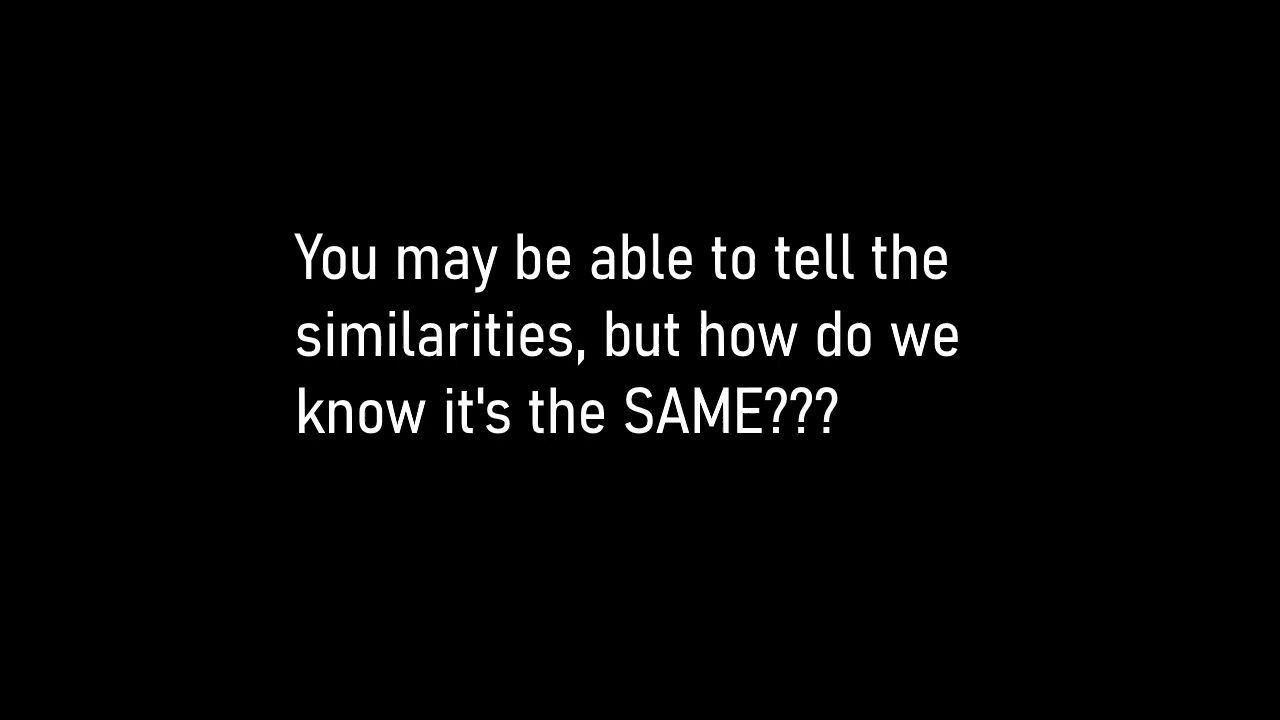 You may be able to tell the
similarities, but how do we
know it's the SAME???